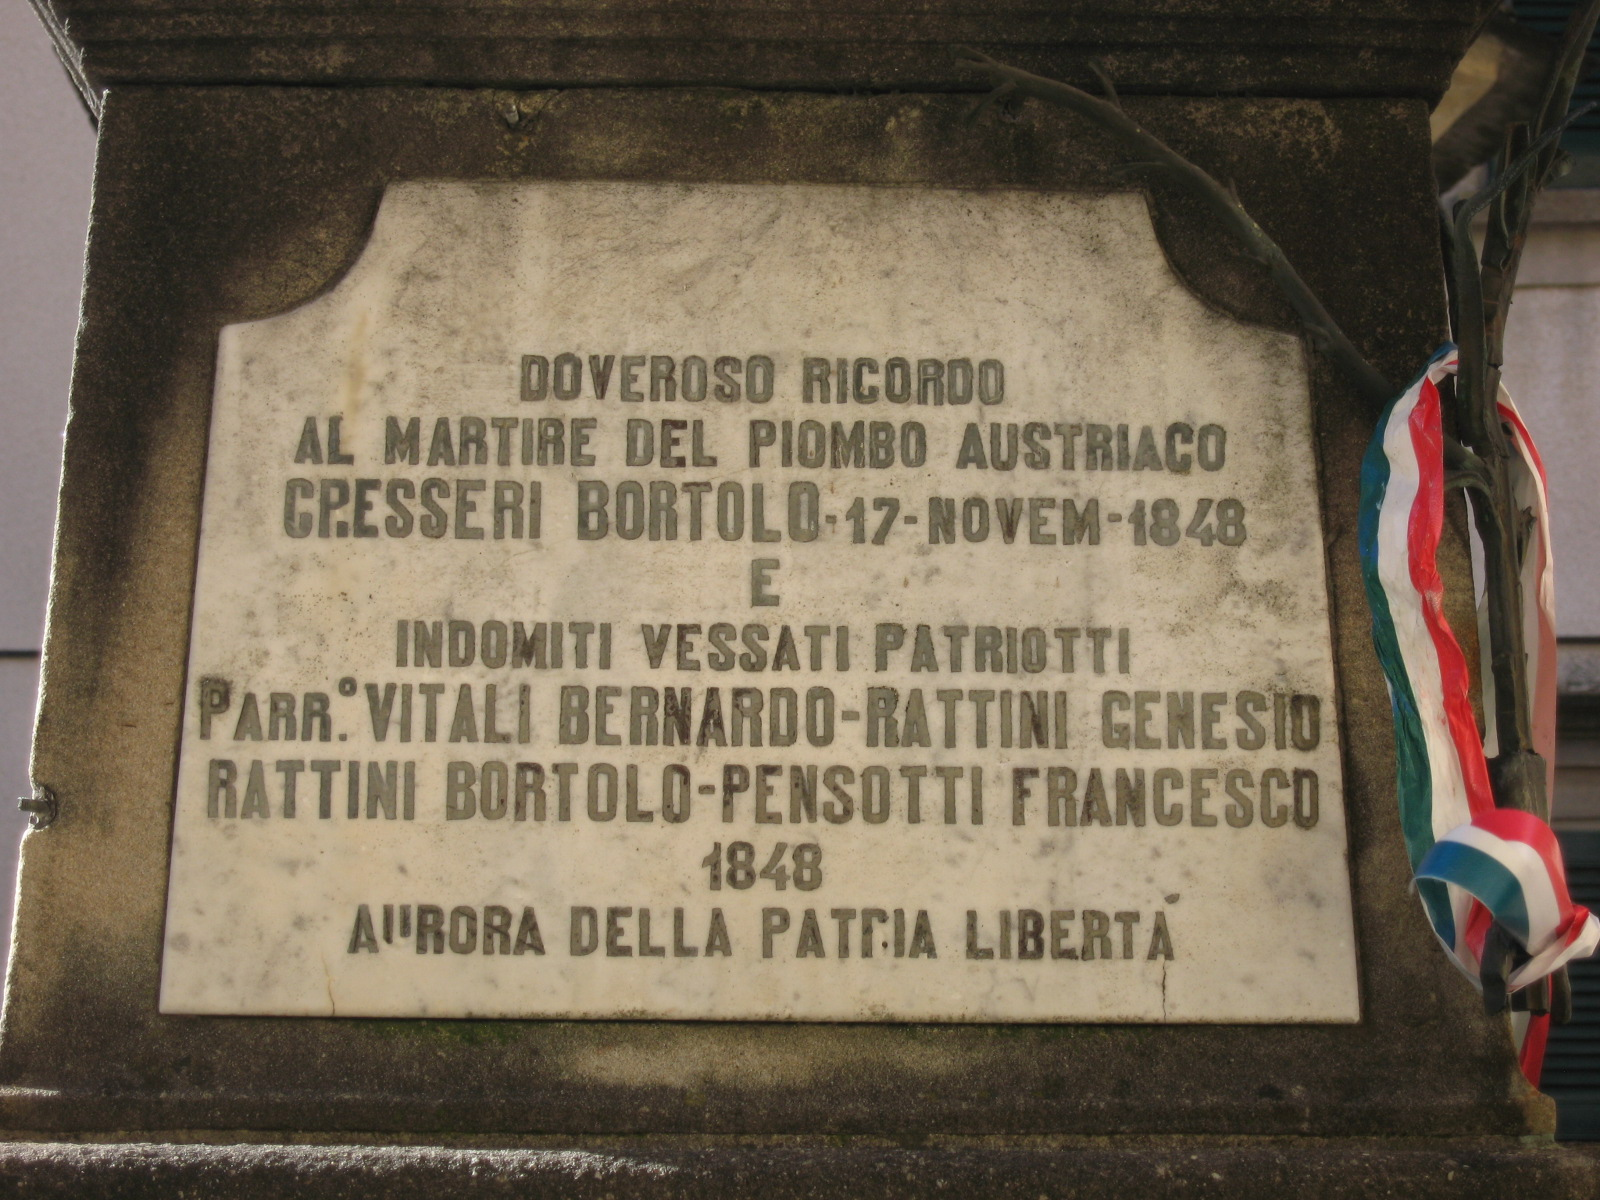 DOVEROSO RICORDO
AL MARTIRE DEL PIOMBO AUSTRIACO
CRESSERI BORTOLO-17-NOVEM-1848
E
INDOMITI VESSATI PATRIOTTI
PARR.° VITALI BERNARDO-RATTINI GENESIO
RATTINI BORTOLO-PENSOTTI FRANCESCO
1848
AURORA DELLA PATRIA LIBERTÀ